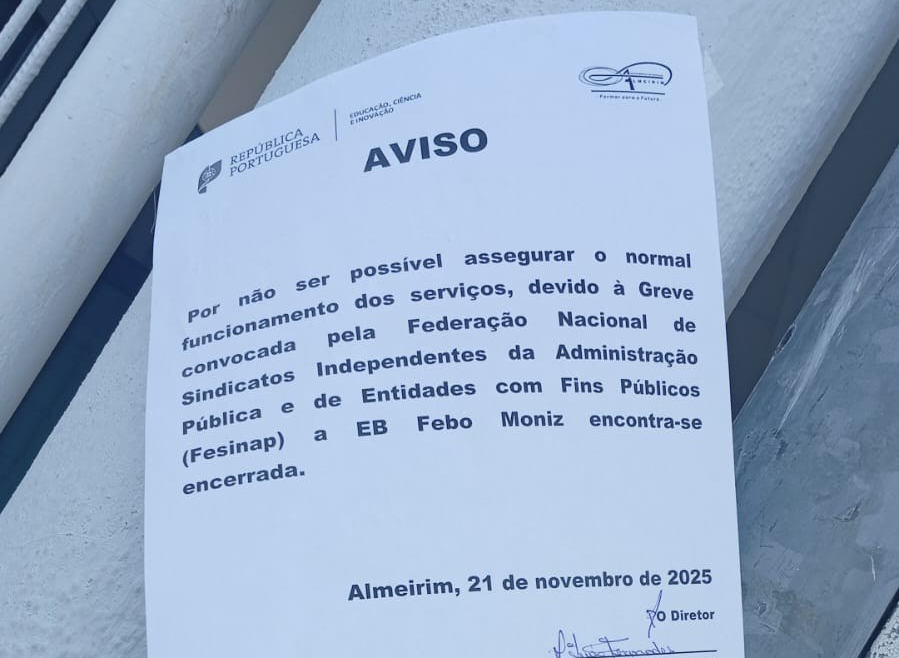 REPÚBLICA
PORTUGUESA
EDUCAÇÃO, CIÊNCIA
E INOVAÇÃO
ALMEIRIM
Formar para o Futuro.
AVISO
Por não ser possível assegurar o normal
funcionamento dos serviços, devido à Greve
convocada pela Federação Nacional de
Sindicatos Independentes da Administração
Pública e de Entidades com Fins Públicos
(Fesinap) a EB Febo Moniz encontra-se
encerrada.
Almeirim, 21 de novembro de 2025
O Diretor
Fernandes